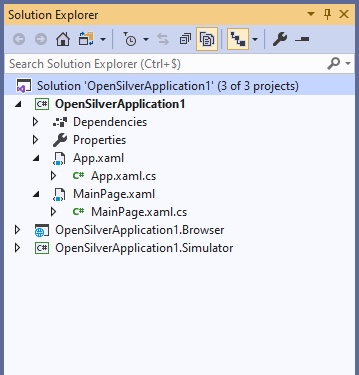 Solution Explorer
Search Solution Explorer (Ctrl+$)
Solution 'OpenSilverApplication1' (3 of 3 projects)
C# OpenSilverApplication1
Dependencies
Properties
App.xaml
C# App.xaml.cs
MainPage.xaml
C# MainPage.xaml.cs
OpenSilverApplication1.Browser
C# OpenSilverApplication1.Simulator